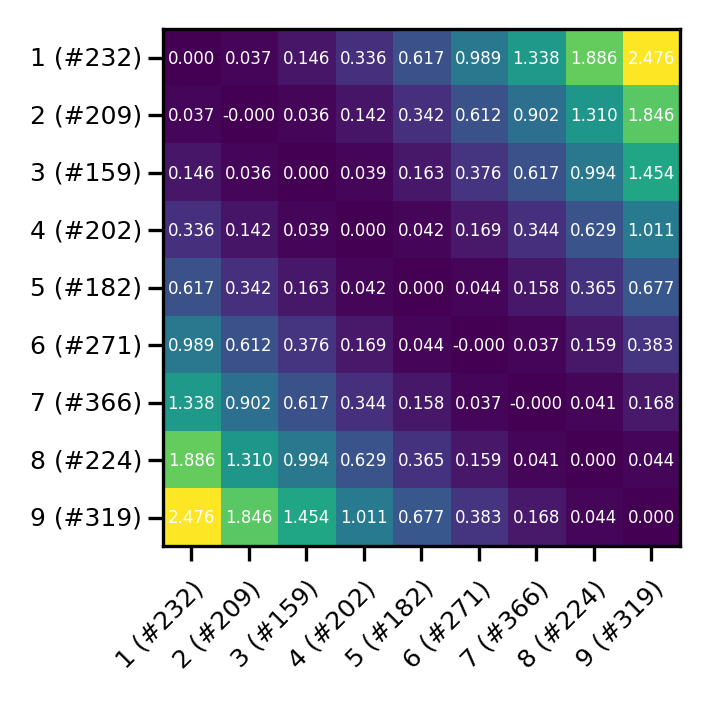 1 (#232) 0.000 0.037 0.146 0.336 0.617 0.989 1.338 1.886 2.476
2 (#209) 0.037 -0.000 0.036 0.142 0.342 0.612 0.902 1.310 1.846
3 (#159) 0.146 0.036 0.000 0.039 0.163 0.376 0.617 0.994 1.454
4 (#202) 0.336 0.142 0.039 0.000 0.042 0.169 0.344 0.629 1.011
5 (#182) 0.617 0.342 0.163 0.042 0.000 0.044 0.158 0.365 0.677
6 (#271) 0.989 0.612 0.376 0.169 0.044 -0.000 0.037 0.159 0.383
7 (#366) 1.338 0.902 0.617 0.344 0.158 0.037 -0.000 0.041 0.168
8 (#224) 1.886 1.310 0.994 0.629 0.365 0.159 0.041 0.000 0.044
9 (#319) 2.476 1.846 1.454 1.011 0.677 0.383 0.168 0.044 0.000
1 (#232) 2 (#209) 3 (#159) 4 (#202) 5 (#182) 6 (#271) 7 (#366) 8 (#224) 9 (#319)